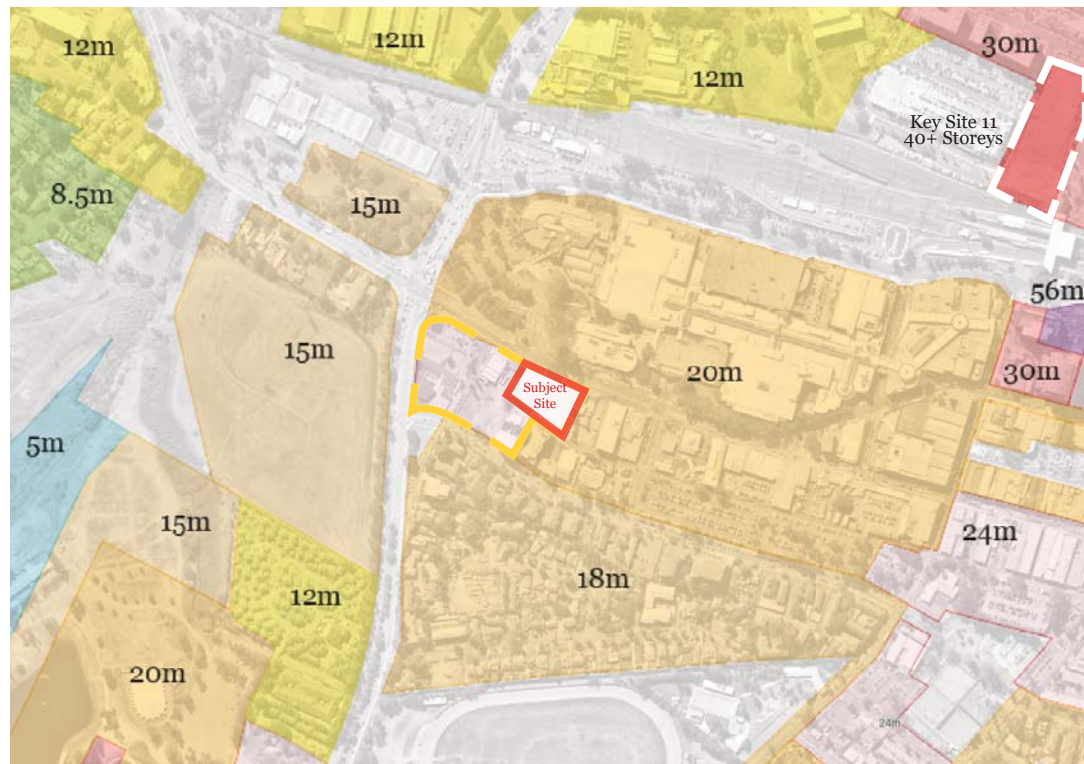 12m
12m
30m
12m
Key Site 11
40+ Storeys
8.5m
15m
56m
15m
20m
30m
Subject
Site
5m
15m
24m
18m
12m
20m
24m